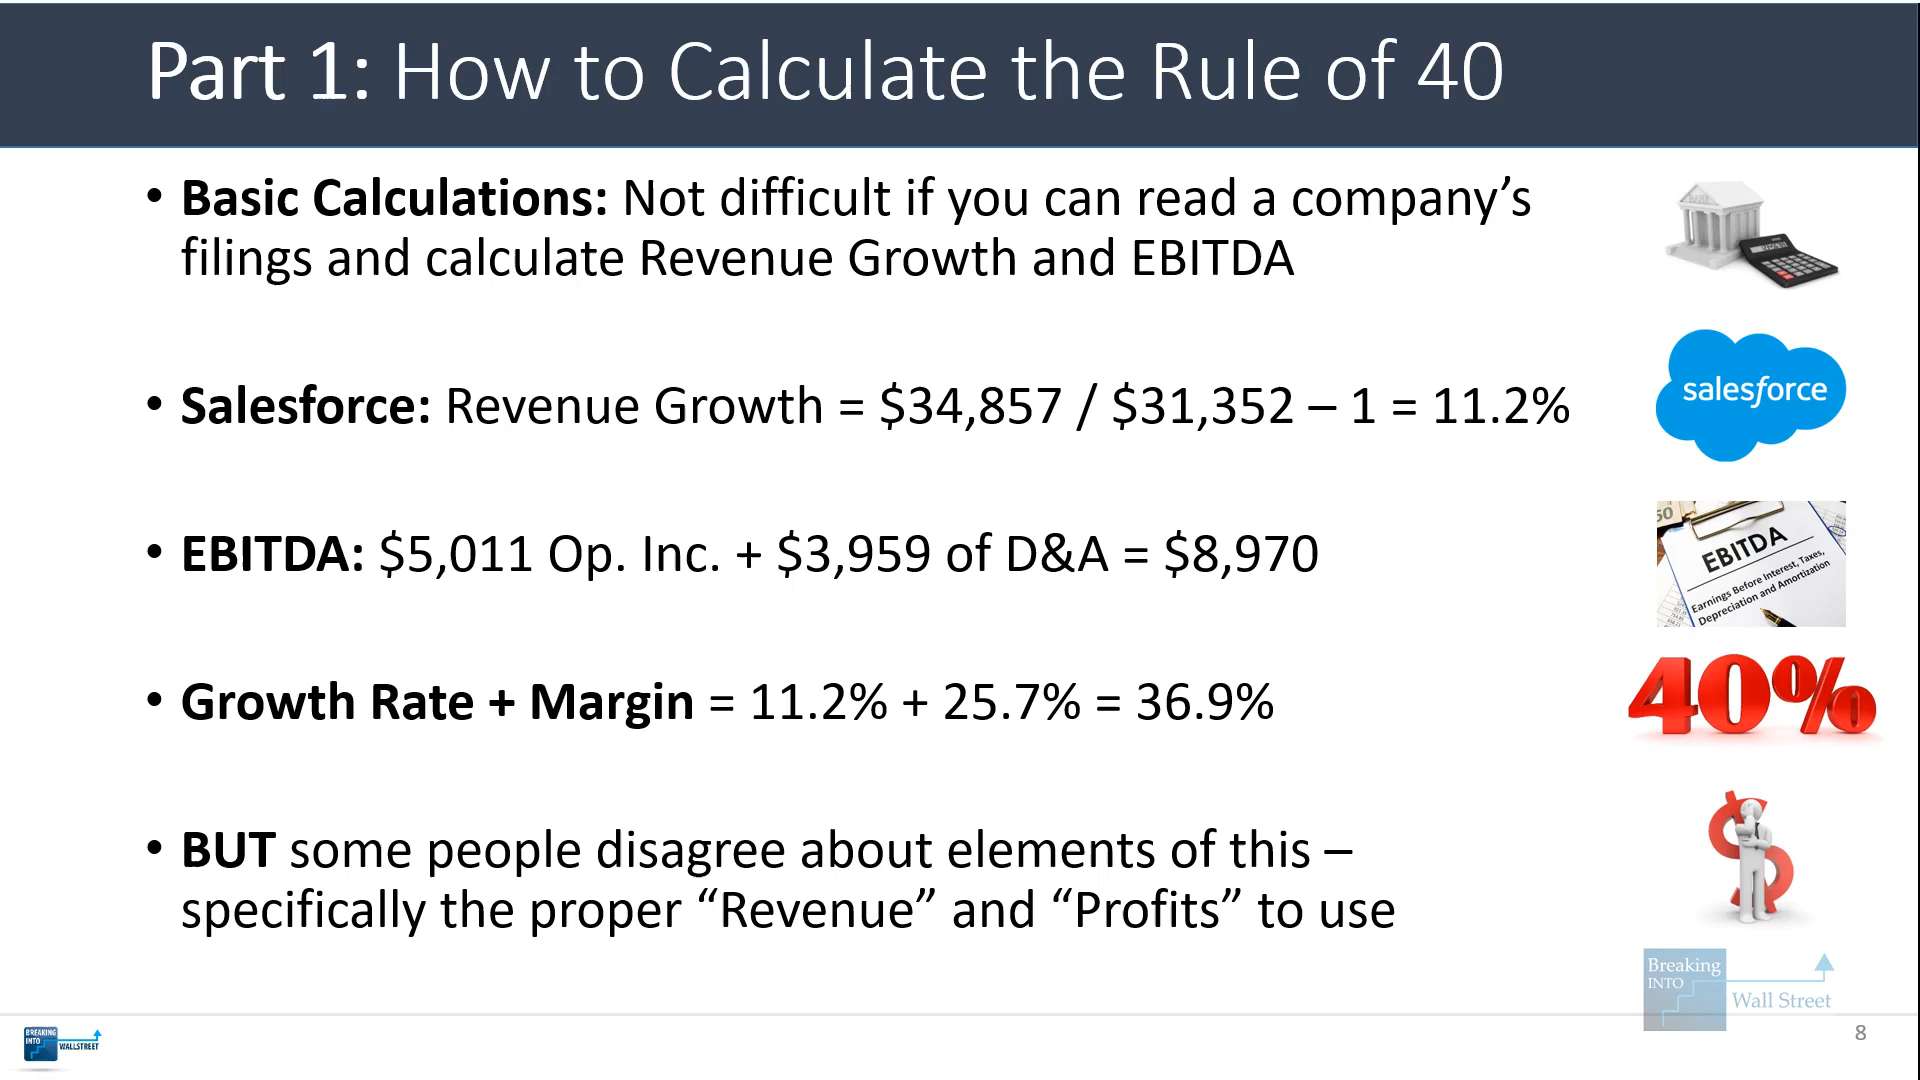 Part 1: How to Calculate the Rule of 40
• Basic Calculations: Not difficult if you can read a company’s
filings and calculate Revenue Growth and EBITDA
• Salesforce: Revenue Growth = $34,857 / $31,352 – 1 = 11.2%
salesforce
• EBITDA: $5,011 Op. Inc. + $3,959 of D&A = $8,970
EBITDA
Earnings Before Interest, Taxes,
Depreciation and Amortization
• Growth Rate + Margin = 11.2% + 25.7% = 36.9%
40%
• BUT some people disagree about elements of this –
specifically the proper “Revenue” and “Profits” to use
Breaking
INTO
Wall Street
BREAKING
INTO
WALLSTREET
8